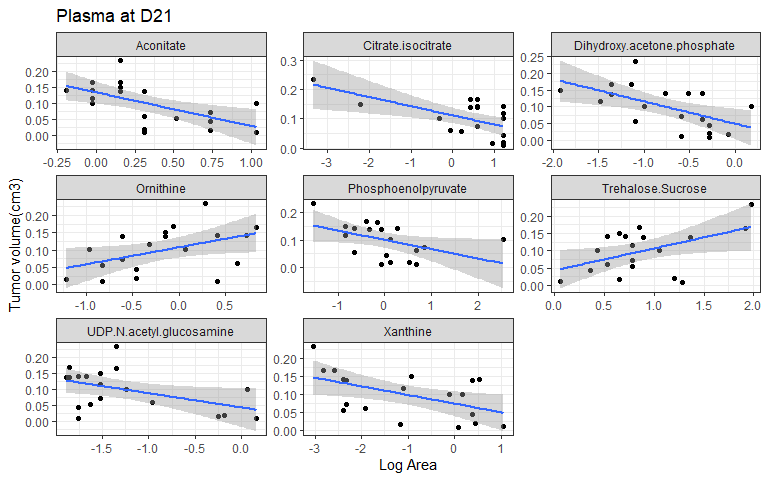 Plasma at D21
Aconitate
Citrate.isocitrate
Dihydroxy.acetone.phosphate
0.20
0.15
0.10
0.05
0.00
-0.25 0.00 0.25 0.50 0.75 1.00
0.3
0.2
0.1
0.0
-3 -2 -1 0 1
0.25
0.20
0.15
0.10
0.05
0.00
-2.0 -1.5 -1.0 -0.5 0.0
Ornithine
Phosphoenolpyruvate
Trehalose.Sucrose
0.20
0.15
0.10
0.05
0.00
-1.0 -0.5 0.0 0.5
0.2
0.1
0.0
-1 0 1 2
0.20
0.15
0.10
0.05
0.00
0.0 0.5 1.0 1.5 2.0
UDP.N.acetyl.glucosamine
Xanthine
0.20
0.15
0.10
0.05
0.00
-1.5 -1.0 -0.5 0.0
0.20
0.15
0.10
0.05
0.00
-3 -2 -1 0 1
Tumor volume(cm3)
Log Area